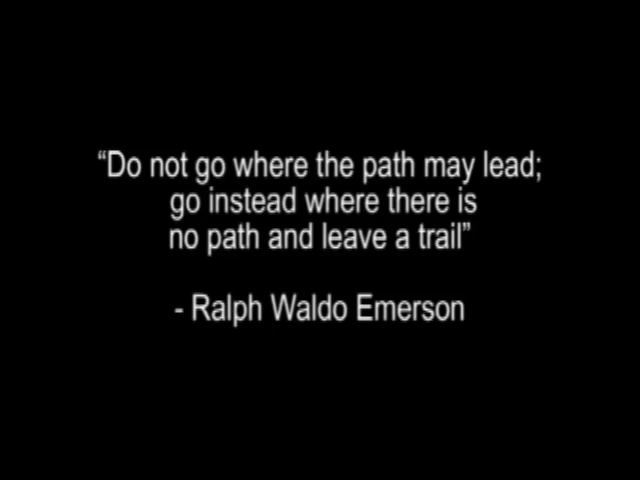 “Do not go where the path may lead;
go instead where there is
no path and leave a trail”
- Ralph Waldo Emerson